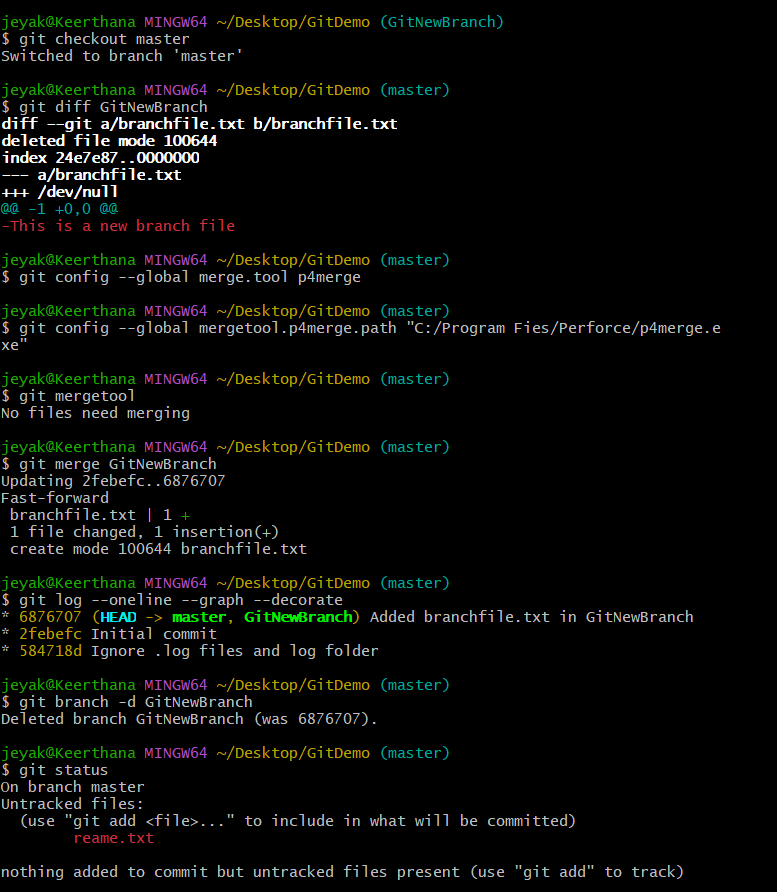 jeyak@Keerthana MINGW64 ~/Desktop/GitDemo (GitNewBranch)
$ git checkout master
Switched to branch 'master'
jeyak@Keerthana MINGW64 ~/Desktop/GitDemo (master)
$ git diff GitNewBranch
diff --git a/branchfile.txt b/branchfile.txt
deleted file mode 100644
index 24e7e87..0000000
--- a/branchfile.txt
+++ /dev/null
@@ -1 +0,0 @@
-This is a new branch file
jeyak@Keerthana MINGW64 ~/Desktop/GitDemo (master)
$ git config --global merge.tool p4merge
jeyak@Keerthana MINGW64 ~/Desktop/GitDemo (master)
$ git config --global mergetool.p4merge.path "C:/Program Fies/Perforce/p4merge.e
xe"
jeyak@Keerthana MINGW64 ~/Desktop/GitDemo (master)
$ git mergetool
No files need merging
jeyak@Keerthana MINGW64 ~/Desktop/GitDemo (master)
$ git merge GitNewBranch
Updating 2febefc..6876707
Fast-forward
 branchfile.txt | 1 +
 1 file changed, 1 insertion(+)
 create mode 100644 branchfile.txt
jeyak@Keerthana MINGW64 ~/Desktop/GitDemo (master)
$ git log --oneline --graph --decorate
* 6876707 (HEAD -> master, GitNewBranch) Added branchfile.txt in GitNewBranch
* 2febefc Initial commit
* 584718d Ignore .log files and log folder
jeyak@Keerthana MINGW64 ~/Desktop/GitDemo (master)
$ git branch -d GitNewBranch
Deleted branch GitNewBranch (was 6876707).
jeyak@Keerthana MINGW64 ~/Desktop/GitDemo (master)
$ git status
On branch master
Untracked files:
  (use "git add <file>..." to include in what will be committed)
        reame.txt
nothing added to commit but untracked files present (use "git add" to track)